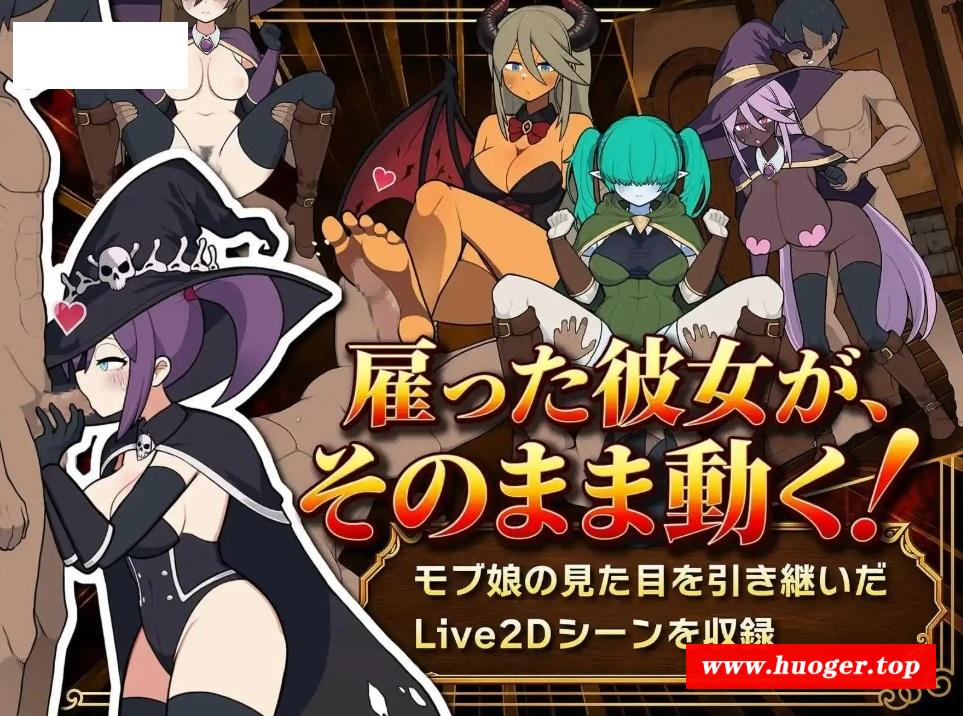 雇った彼女が、
そのまま動く!
モブ娘の見た目を引き継いだ
Live2Dシーンを収録
www.huoger.top